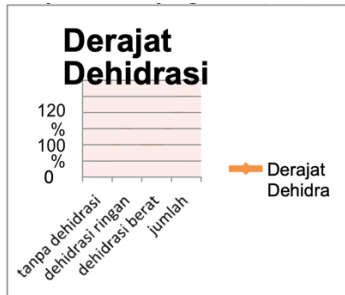 Derajat
Dehidrasi
120
%
100
%
0
tanpa dehidrasi
dehidrasi ringan
dehidrasi berat
jumlah
Derajat
Dehidra